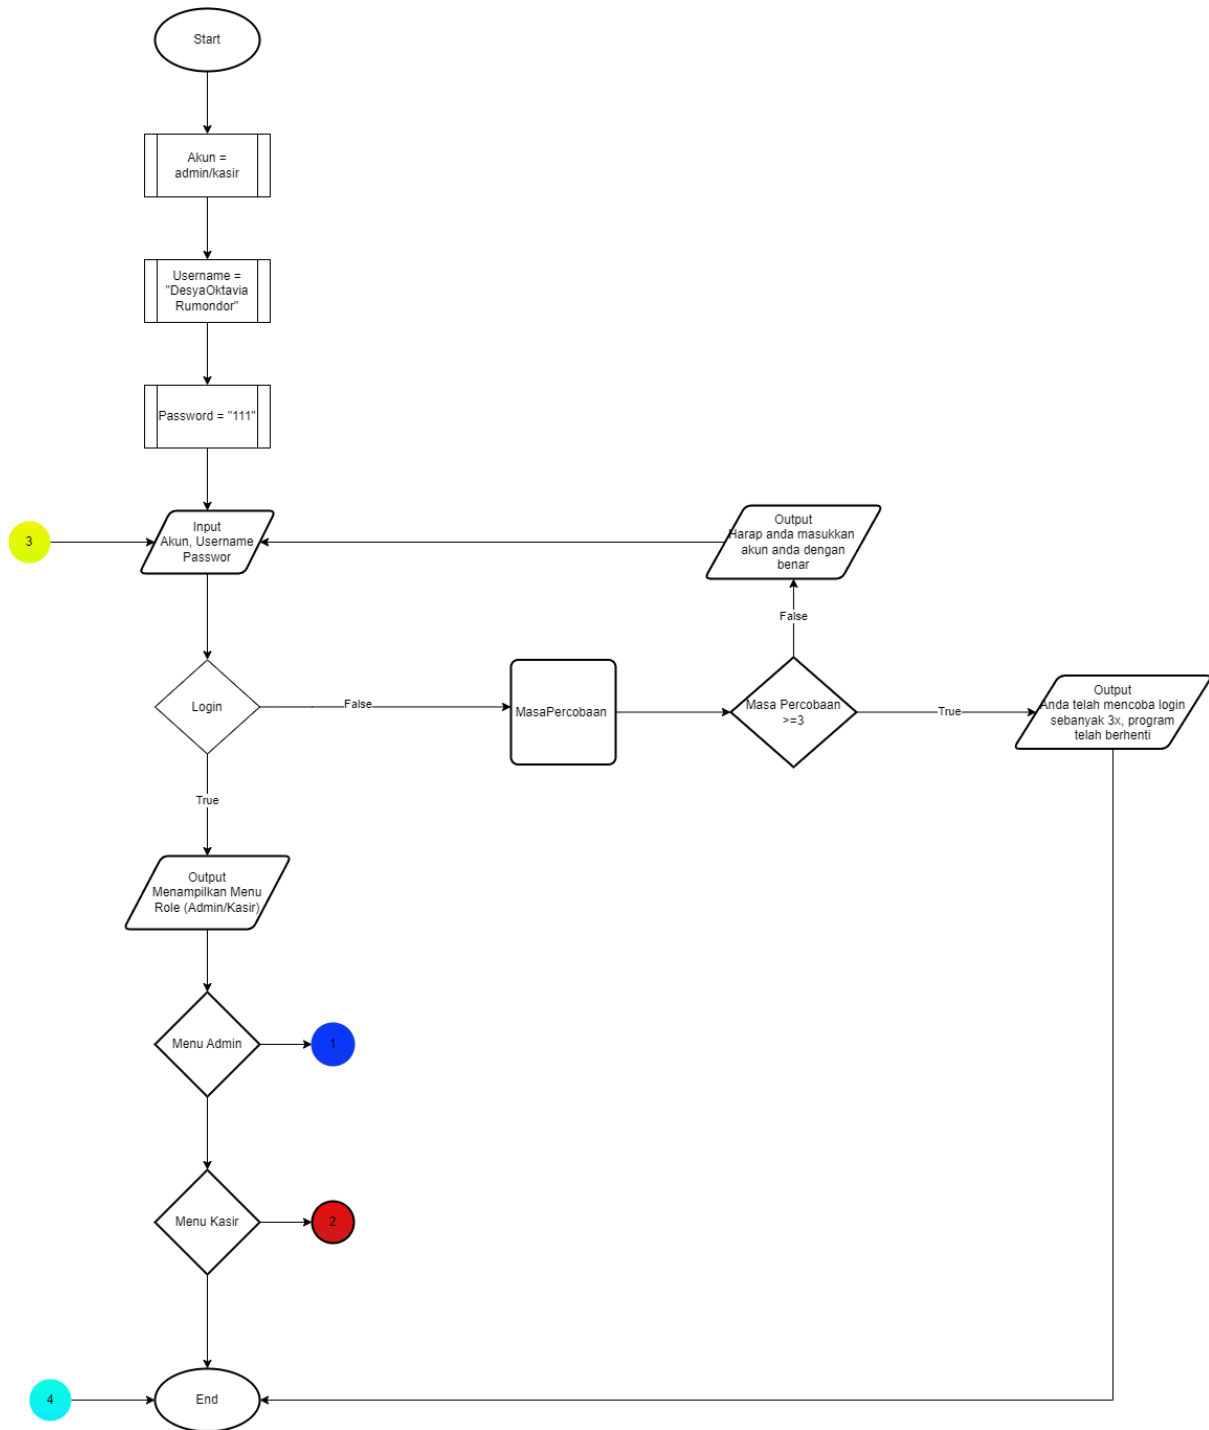 Start
Akun =
admin/kasir
Username =
"DesyaOktavia
Rumondor"
Password = "111"
3
Input
Akun, Username
Passwor
Output
Harap anda masukkan
akun anda dengan
benar
False
Login
False
MasaPercobaan
Masa Percobaan
>=3
True
Output
Anda telah mencoba login
sebanyak 3x, program
telah berhenti
True
Output
Menampilkan Menu
Role (Admin/Kasir)
Menu Admin
1
Menu Kasir
2
4
End